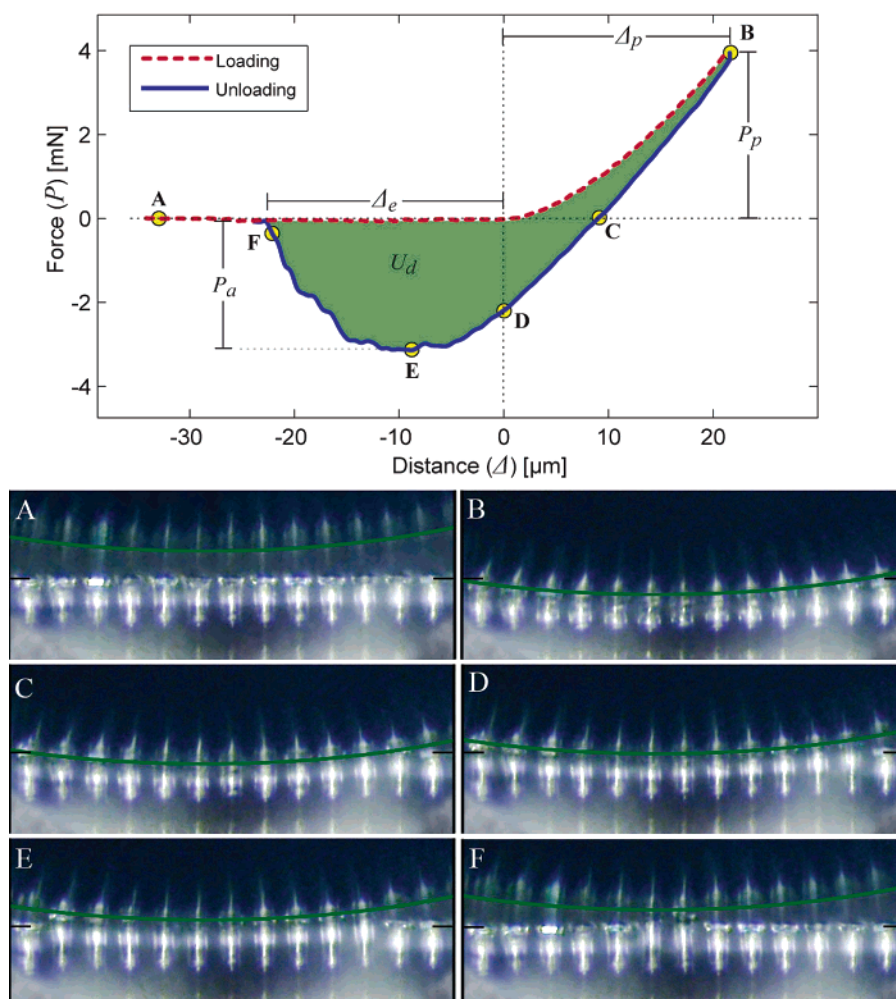 B
Δp
4
Loading
Unloading
Pp
2
Force (P) [mN]
A
Δe
0
F
C
Ud
Pa
-2
D
E
-4
-30 -20 -10 0 10 20
Distance (Δ) [µm]
A B
C D
E F